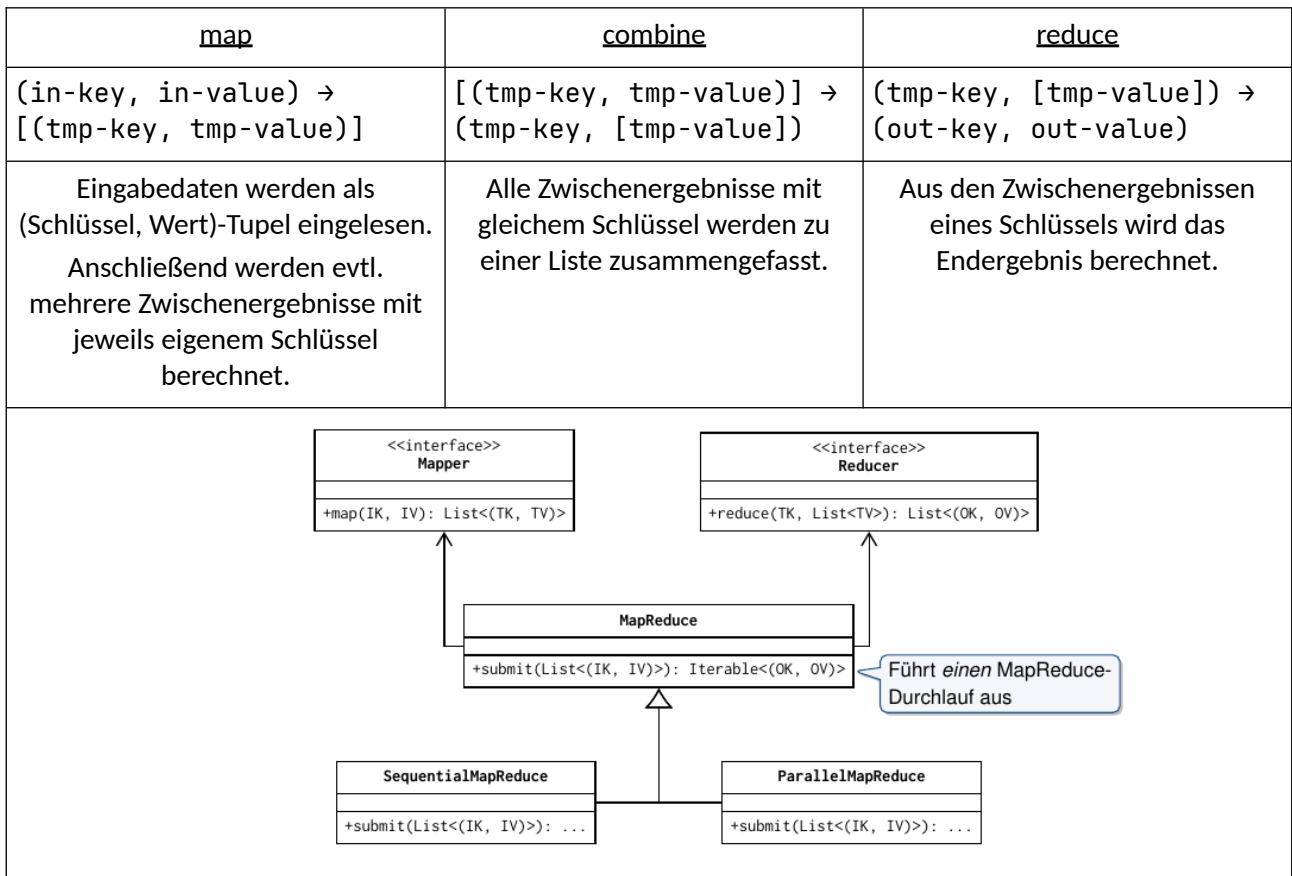 map
combine
reduce
(in-key, in-value) →
[(tmp-key, tmp-value)]
[(tmp-key, tmp-value)] →
(tmp-key, [tmp-value])
(tmp-key, [tmp-value]) →
(out-key, out-value)
Eingabedaten werden als
(Schlüssel, Wert)-Tupel eingelesen.
Anschließend werden evtl.
mehrere Zwischenergebnisse mit
jeweils eigenem Schlüssel
berechnet.
Alle Zwischenergebnisse mit
gleichem Schlüssel werden zu
einer Liste zusammengefasst.
Aus den Zwischenergebnissen
eines Schlüssels wird das
Endergebnis berechnet.
<<interface>>
Mapper
+map(IK, IV): List<(TK, TV)>
<<interface>>
Reducer
+reduce(TK, List<TV>): List<(OK, OV)>
MapReduce
+submit(List<(IK, IV)>): Iterable<(OK, OV)>
Führt einen MapReduce-
Durchlauf aus
SequentialMapReduce
+submit(List<(IK, IV)>): ...
ParallelMapReduce
+submit(List<(IK, IV)>): ...